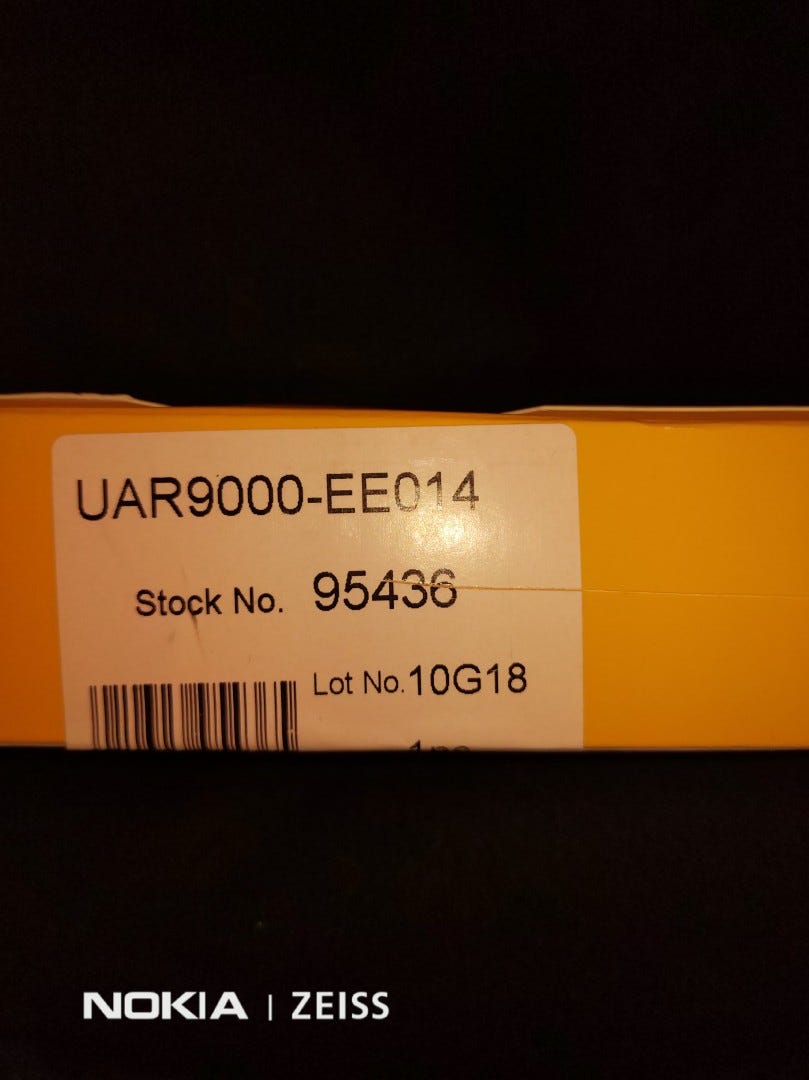 UAR9000-EE014
Stock No. 95436
Lot No.10G18
NOKIA | ZEISS